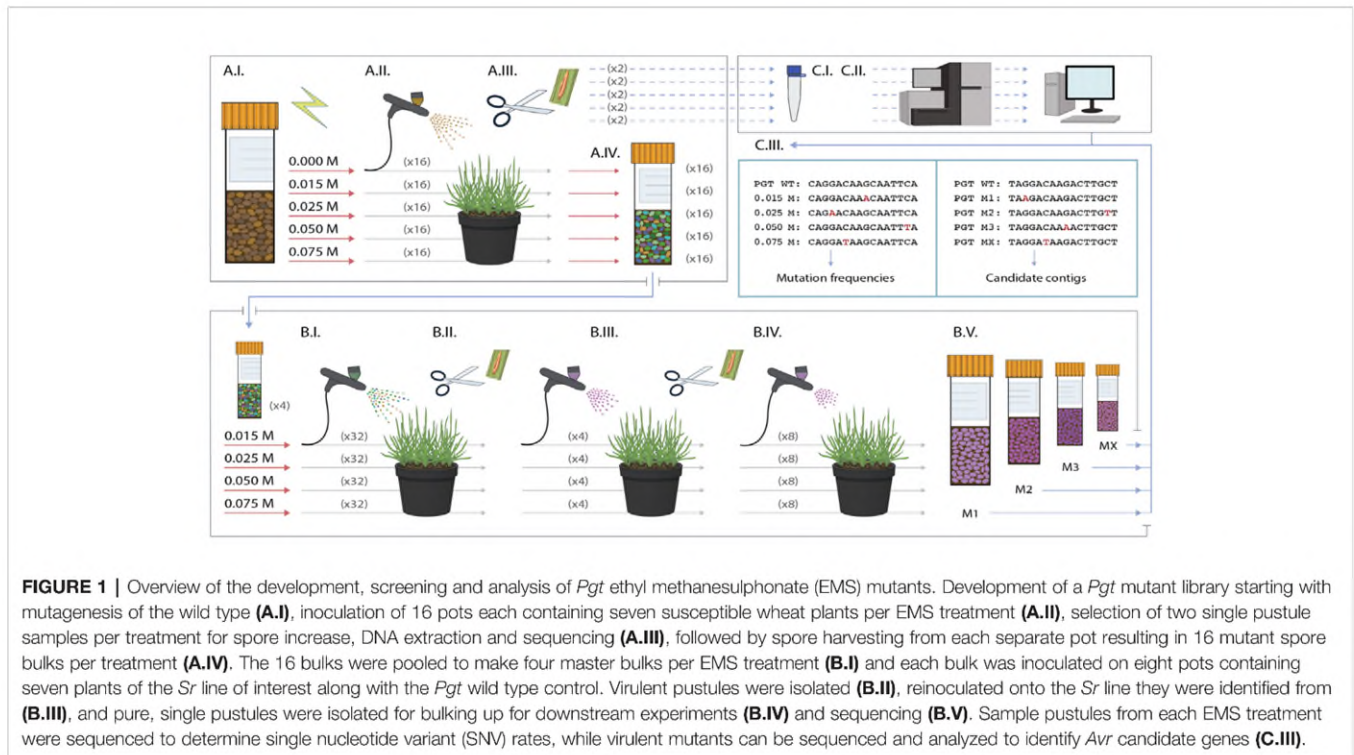 A.I. A.II. A.III. (x2) C.I. C.II.
(x2)
(x2)
(x2)
(x2)
A.IV. C.III.
0.000 M (x16) (x16)
0.015 M (x16) (x16)
0.025 M (x16) (x16)
0.050 M (x16) (x16)
0.075 M (x16) (x16)
PGT WT: CAGGACAAGCAATTCA
0.015 M: CAGGACAAACAATTCA
0.025 M: CAGAACAAGCAATTCA
0.050 M: CAGGACAAGCAATTTA
0.075 M: CAGGATAAGCAATTCA
Mutation frequencies
PGT WT: TAGGACAAGACTTGCT
PGT M1: TAAGACAAGACTTGCT
PGT M2: TAGGACAAGACTTGTT
PGT M3: TAGGACAAAACTTGCT
PGT MX: TAGGATAAGACTTGCT
Candidate contigs
B.I. B.II. B.III. B.IV. B.V.
(x4)
0.015 M (x32) (x4) (x8)
0.025 M (x32) (x4) (x8)
0.050 M (x32) (x4) (x8)
0.075 M (x32) (x4) (x8)
MX
M3
M2
M1
FIGURE 1 | Overview of the development, screening and analysis of Pgt ethyl methanesulphonate (EMS) mutants. Development of a Pgt mutant library starting with
mutagenesis of the wild type (A.I), inoculation of 16 pots each containing seven susceptible wheat plants per EMS treatment (A.II), selection of two single pustule
samples per treatment for spore increase, DNA extraction and sequencing (A.III), followed by spore harvesting from each separate pot resulting in 16 mutant spore
bulks per treatment (A.IV). The 16 bulks were pooled to make four master bulks per EMS treatment (B.I) and each bulk was inoculated on eight pots containing
seven plants of the Sr line of interest along with the Pgt wild type control. Virulent pustules were isolated (B.II), reinoculated onto the Sr line they were identified from
(B.III), and pure, single pustules were isolated for bulking up for downstream experiments (B.IV) and sequencing (B.V). Sample pustules from each EMS treatment
were sequenced to determine single nucleotide variant (SNV) rates, while virulent mutants can be sequenced and analyzed to identify Avr candidate genes (C.III).